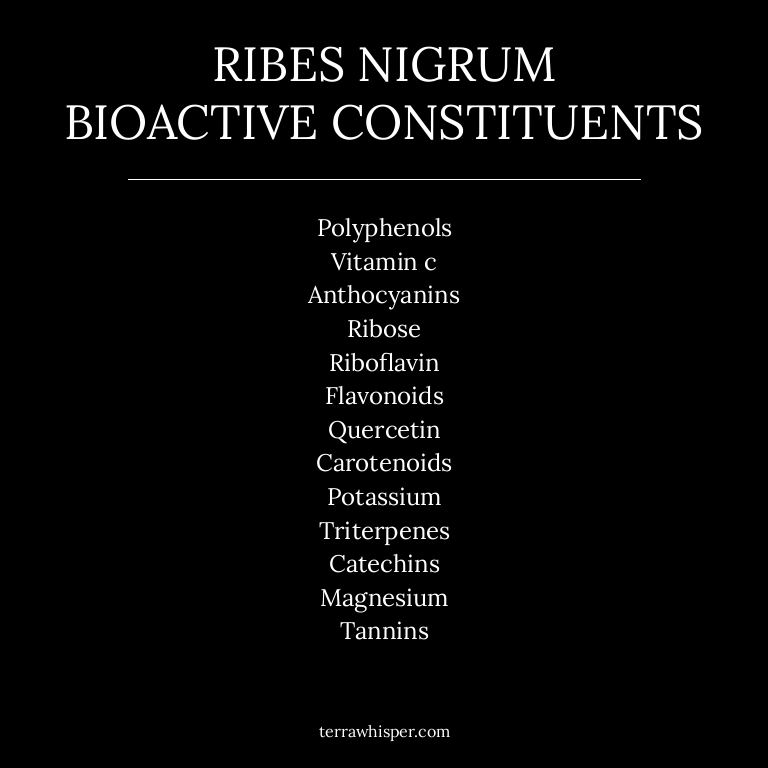 RIBES NIGRUM
BIOACTIVE CONSTITUENTS
Polyphenols
Vitamin c
Anthocyanins
Ribose
Riboflavin
Flavonoids
Quercetin
Carotenoids
Potassium
Triterpenes
Catechins
Magnesium
Tannins
terrawhisper.com